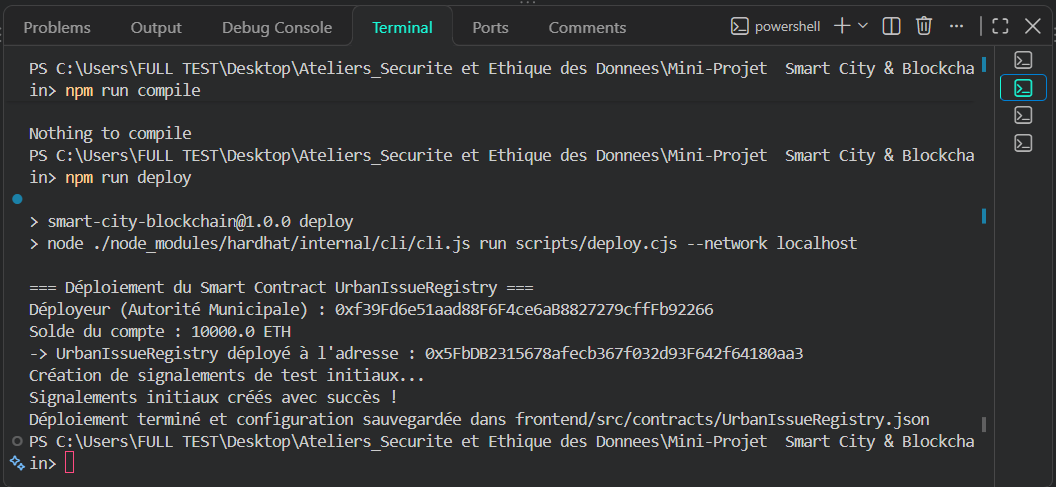 Problems Output Debug Console Terminal Ports Comments powershell
PS C:\Users\FULL TEST\Desktop\Ateliers_Securite et Ethique des Donnees\Mini-Projet  Smart City & Blockcha
in> npm run compile
Nothing to compile
PS C:\Users\FULL TEST\Desktop\Ateliers_Securite et Ethique des Donnees\Mini-Projet  Smart City & Blockcha
in> npm run deploy
> smart-city-blockchain@1.0.0 deploy
> node ./node_modules/hardhat/internal/cli/cli.js run scripts/deploy.cjs --network localhost
=== Déploiement du Smart Contract UrbanIssueRegistry ===
Déployeur (Autorité Municipale) : 0xf39Fd6e51aad88F6F4ce6aB8827279cffFb92266
Solde du compte : 10000.0 ETH
-> UrbanIssueRegistry déployé à l'adresse : 0x5FbDB2315678afecb367f032d93F642f64180aa3
Création de signalements de test initiaux...
Signalements initiaux créés avec succès !
Déploiement terminé et configuration sauvegardée dans frontend/src/contracts/UrbanIssueRegistry.json
PS C:\Users\FULL TEST\Desktop\Ateliers_Securite et Ethique des Donnees\Mini-Projet  Smart City & Blockcha
in>